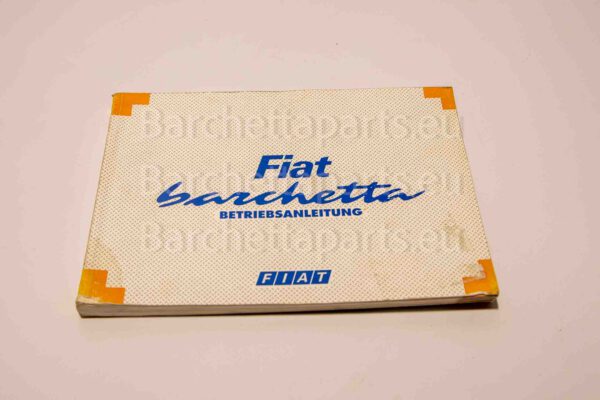 Barchettaparts.eu
Fiat
Barchettaparts.eu
barchetta
BETRIEBSANLEITUNG
Barchettaparts.eu
FIAT